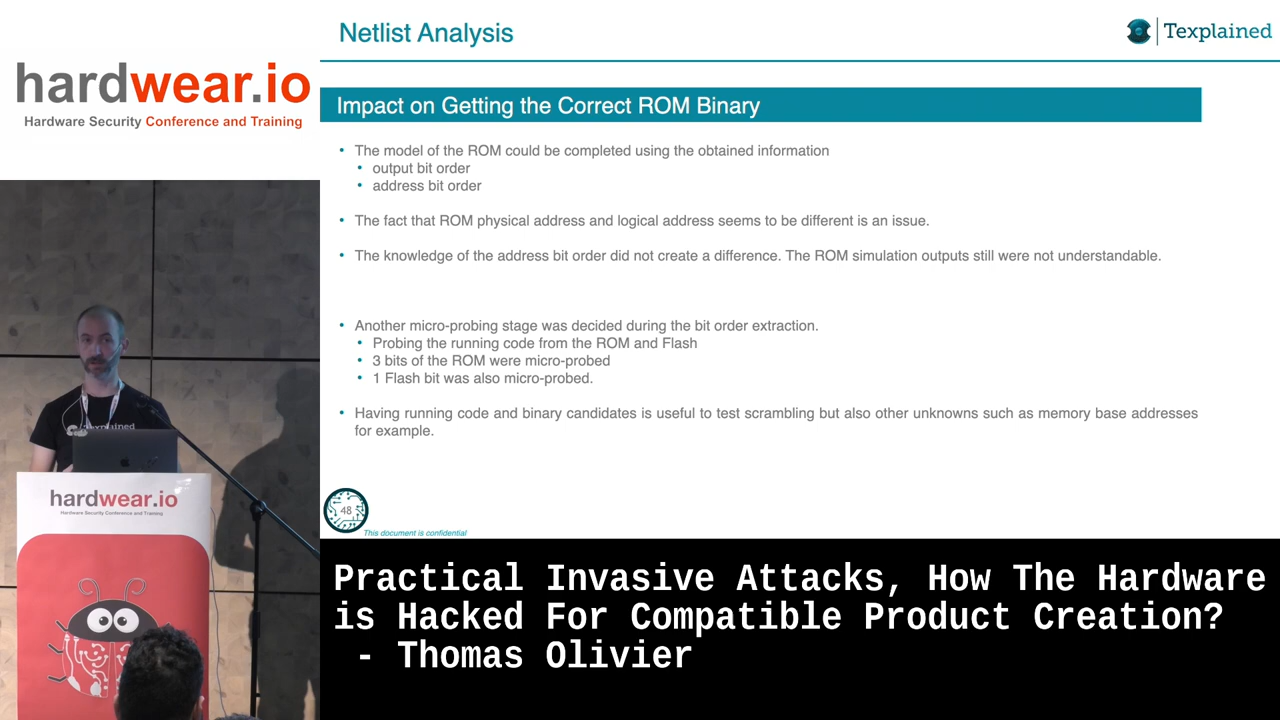 Netlist Analysis
Texplained
hardwear.io
Hardware Security Conference and Training
Impact on Getting the Correct ROM Binary
• The model of the ROM could be completed using the obtained information
• output bit order
• address bit order
• The fact that ROM physical address and logical address seems to be different is an issue.
• The knowledge of the address bit order did not create a difference. The ROM simulation outputs still were not understandable.
• Another micro-probing stage was decided during the bit order extraction.
• Probing the running code from the ROM and Flash
• 3 bits of the ROM were micro-probed
• 1 Flash bit was also micro-probed.
• Having running code and binary candidates is useful to test scrambling but also other unknowns such as memory base addresses
for example.
48
This document is confidential
Texplained
hardwear.io
Hardware Security Conference and Training
Practical Invasive Attacks, How The Hardware
is Hacked For Compatible Product Creation?
- Thomas Olivier